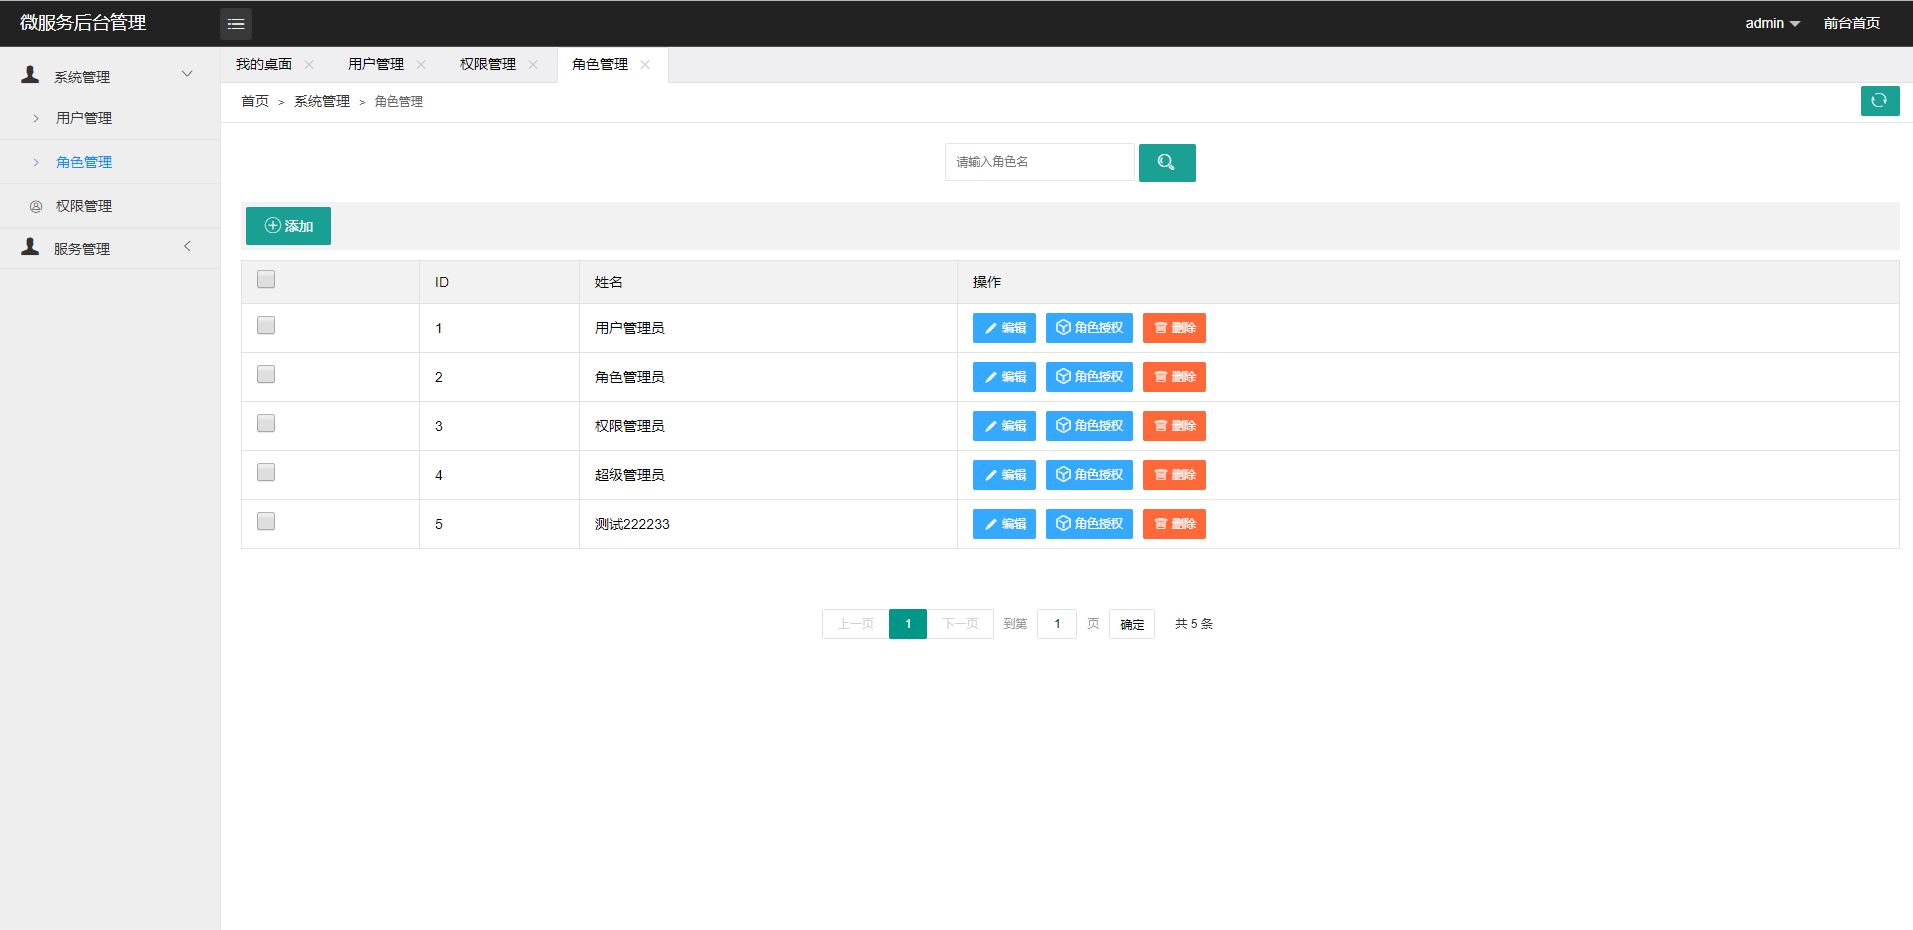 微服务后台管理
admin 前台首页
系统管理
用户管理
角色管理
权限管理
服务管理
我的桌面 用户管理 权限管理 角色管理
首页 > 系统管理 > 角色管理
请输入角色名
添加
ID 姓名 操作
1 用户管理员 编辑 角色授权 删除
2 角色管理员 编辑 角色授权 删除
3 权限管理员 编辑 角色授权 删除
4 超级管理员 编辑 角色授权 删除
5 测试222233 编辑 角色授权 删除
上一页 1 下一页 到第 1 页 确定 共 5 条